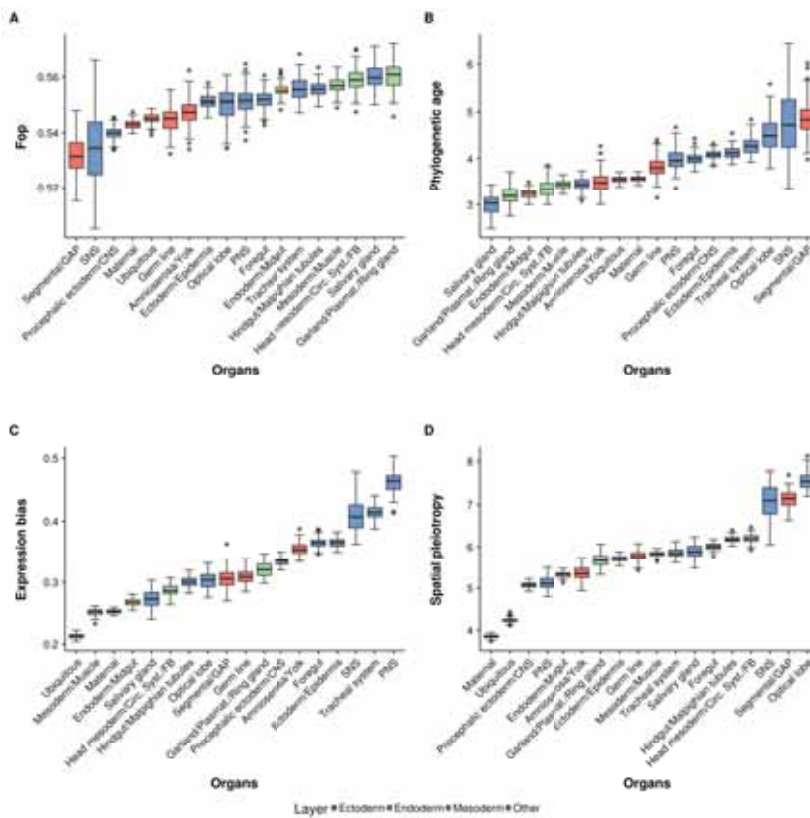 A
Fop
0.56
0.54
0.52
Segmental/GAP
SNS
Procephalic ectoderm/CNS
Maternal
Ubiquitous
Germ line
Amnioserosa/Yolk
Ectoderm/Epidermis
Optical lobe
PNS
Foregut
Endoderm/Midgut
Tracheal system
Hindgut/Malpighian tubules
Mesoderm/Muscle
Head mesoderm/Circ. Syst./FB
Salivary gland
Garland/Plasmat./Ring gland
Organs
B
Phylogenetic age
6
5
4
3
Salivary gland
Garland/Plasmat./Ring gland
Endoderm/Midgut
Head mesoderm/Circ. Syst./FB
Mesoderm/Muscle
Hindgut/Malpighian tubules
Amnioserosa/Yolk
Ubiquitous
Maternal
Germ line
PNS
Foregut
Procephalic ectoderm/CNS
Ectoderm/Epidermis
Tracheal system
Optical lobe
SNS
Segmental/GAP
Organs
C
Expression bias
0.5
0.4
0.3
0.2
Ubiquitous
Mesoderm/Muscle
Maternal
Endoderm/Midgut
Salivary gland
Head mesoderm/Circ. Syst./FB
Hindgut/Malpighian tubules
Optical lobe
Segmental/GAP
Germ line
Garland/Plasmat./Ring gland
Procephalic ectoderm/CNS
Amnioserosa/Yolk
Foregut
Ectoderm/Epidermis
SNS
Tracheal system
PNS
Organs
D
Spatial pleiotropy
8
7
6
5
4
Maternal
Ubiquitous
Procephalic ectoderm/CNS
PNS
Endoderm/Midgut
Amnioserosa/Yolk
Garland/Plasmat./Ring gland
Ectoderm/Epidermis
Germ line
Mesoderm/Muscle
Tracheal system
Salivary gland
Foregut
Hindgut/Malpighian tubules
Head mesoderm/Circ. Syst./FB
SNS
Segmental/GAP
Optical lobe
Organs
Layer Ectoderm Endoderm Mesoderm Other